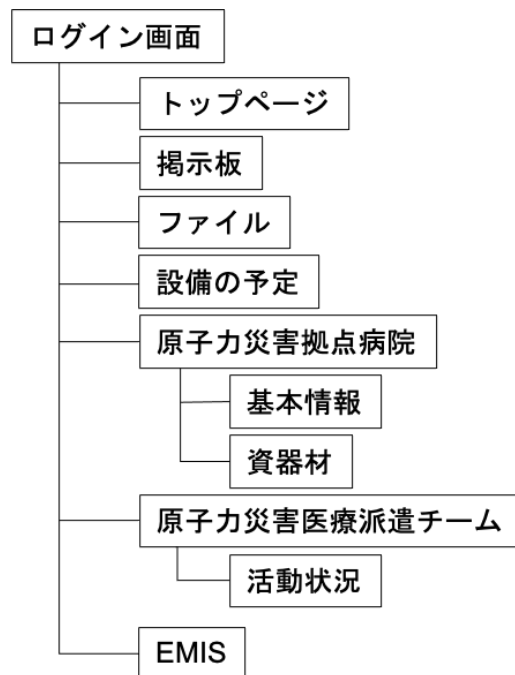 ログイン画面
トップページ
掲示板
ファイル
設備の予定
原子力災害拠点病院
基本情報
資器材
原子力災害医療派遣チーム
活動状況
EMIS